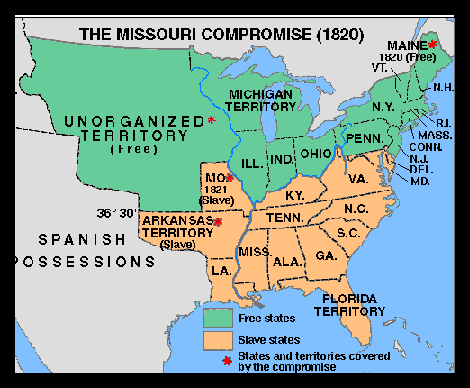 THE MISSOURI COMPROMISE (1820)
MAINE
1820 (Free)
VT.
N.H.
MICHIGAN
TERRITORY
N.Y.
UNORGANIZED
TERRITORY
(Free)
R.I.
MASS.
CONN.
PENN.
N.J.
DEL.
MD.
ILL.
IND.
OHIO
MO
1821
(Slave)
VA.
KY.
36° 30'
ARKANSAS
TERRITORY
(Slave)
TENN.
N.C.
S.C.
SPANISH
POSSESSIONS
MISS.
ALA.
GA.
LA.
FLORIDA
TERRITORY
Free states
Slave states
States and territories covered
by the compromise